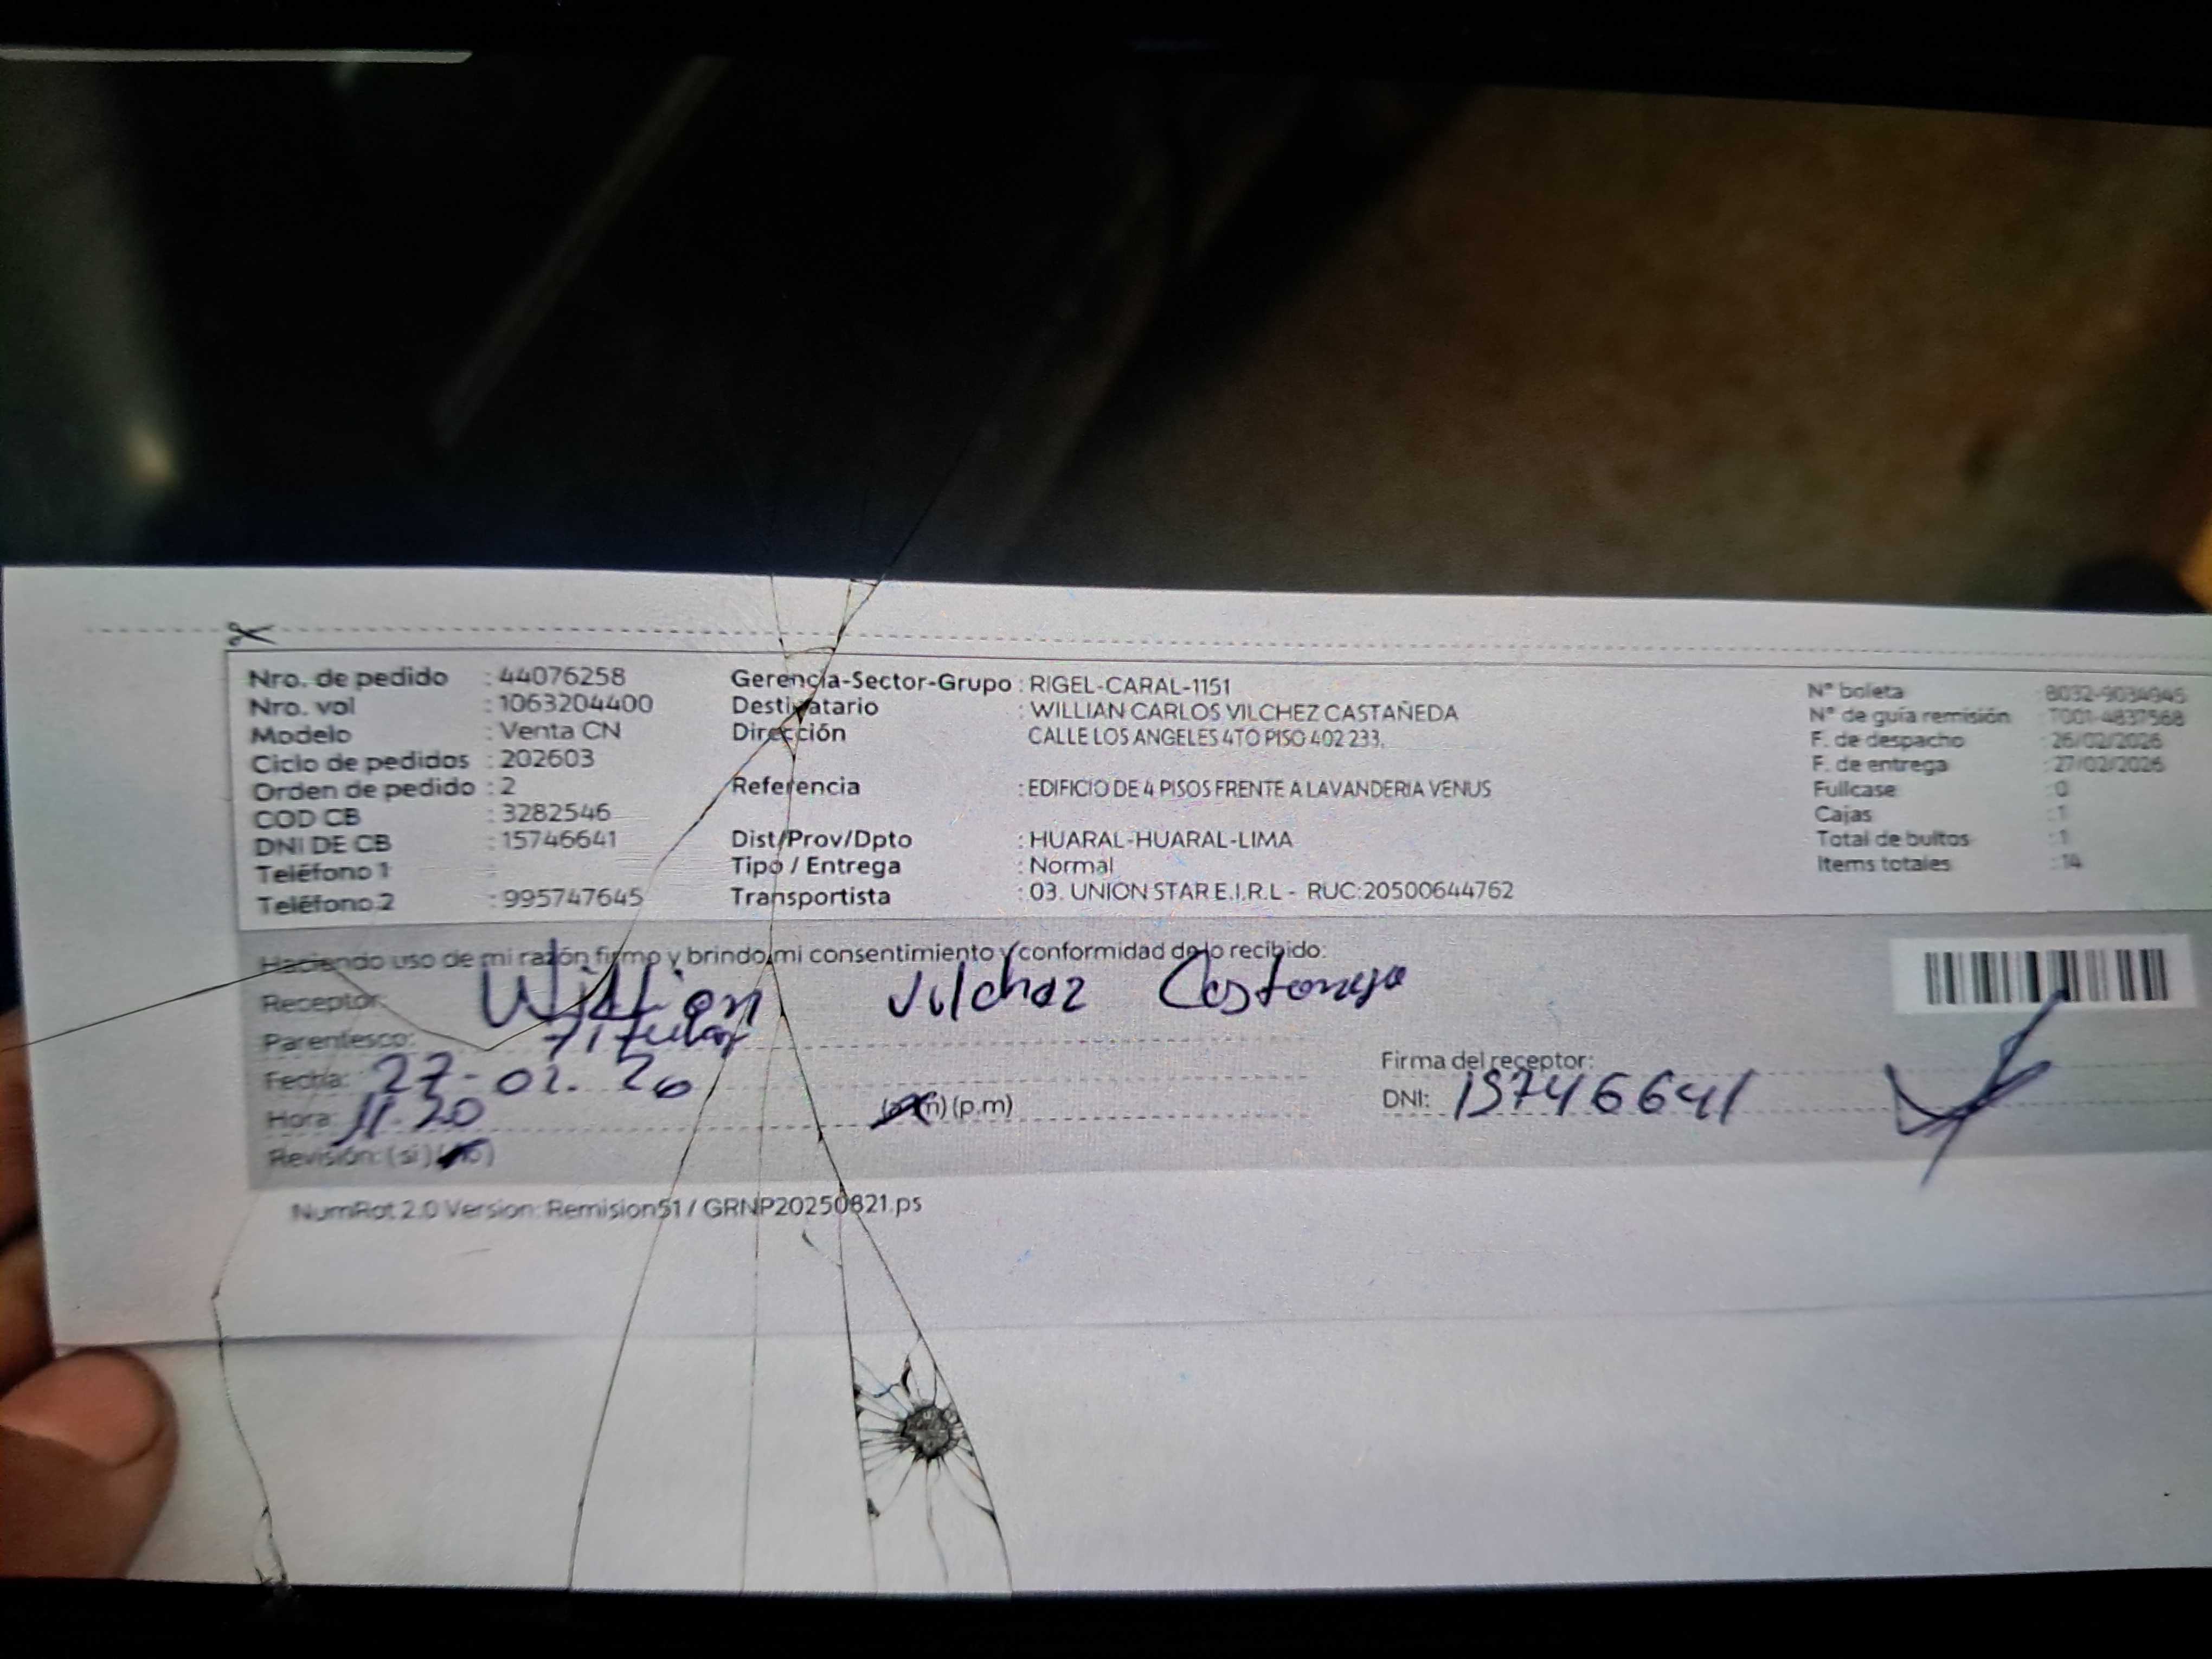 Nro. de pedido : 44076258
Nro. vol : 1063204400
Modelo : Venta CN
Ciclo de pedidos : 202603
Orden de pedido : 2
COD CB : 3282546
DNI DE CB : 15746641
Teléfono 1 :
Teléfono 2 : 995747645
Gerencia-Sector-Grupo : RIGEL-CARAL-1151
Destinatario : WILLIAN CARLOS VILCHEZ CASTAÑEDA
Dirección CALLE LOS ANGELES 4TO PISO 402 233,
Referencia : EDIFICIO DE 4 PISOS FRENTE A LAVANDERIA VENUS
Dist/Prov/Dpto : HUARAL-HUARAL-LIMA
Tipo / Entrega : Normal
Transportista : 03. UNION STAR E.I.R.L - RUC:20500644762
N° boleta
N° de guía remisión : T001-4837568
F. de despacho : 26/02/2026
F. de entrega : 27/02/2026
Fullcase : 0
Cajas : 1
Total de bultos : 1
Items totales : 14
Haciendo uso de mi razón firmo y brindo mi consentimiento y conformidad de lo recibido:
Receptor: Willian Vilchez
Parentesco: Titular
Fecha: 27-02.26
Hora: 11.20 (a.m) (p.m)
Revisión: (si) (no)
Firma del receptor:
DNI: 15746641
NumRot 2.0 Version: Remision51 / GRNP20250821.ps